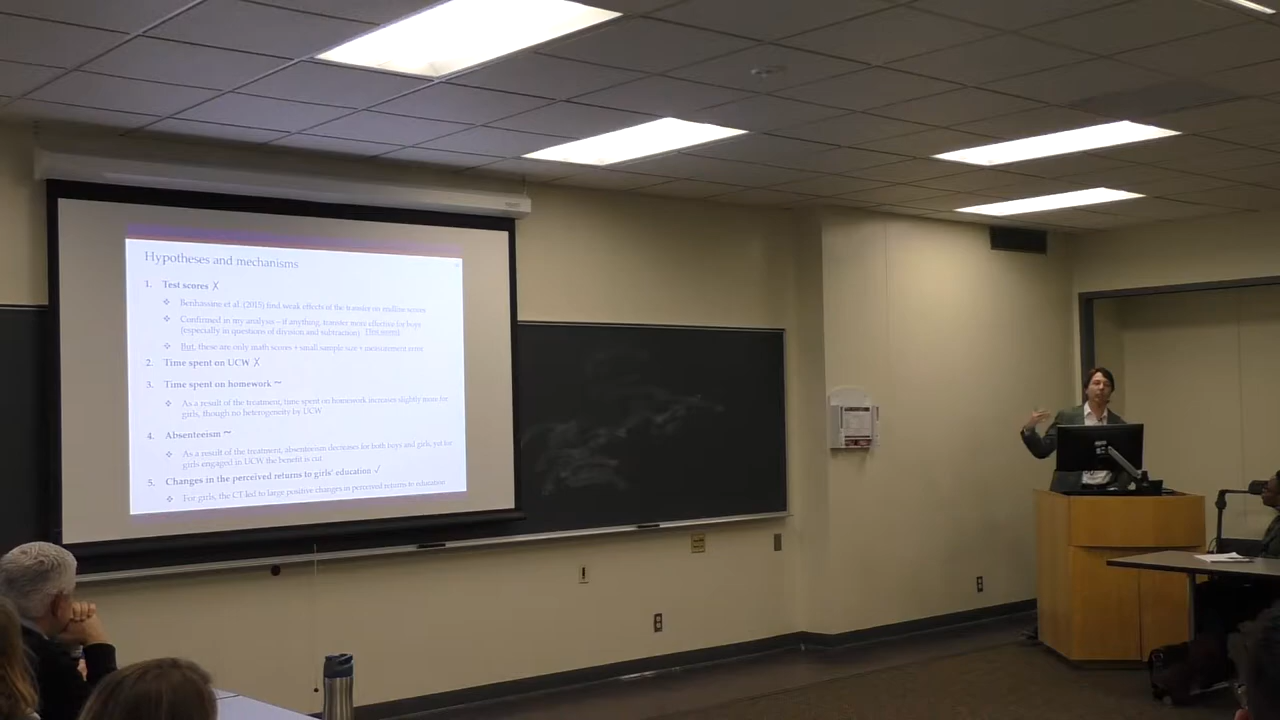 Hypotheses and mechanisms
1. Test scores ✗
❖ Benhassine et al. (2015) find weak effects of the transfer on math scores
❖ Confirmed in my analysis – if anything, transfer more effective for boys
(especially in questions of division and subtraction)
❖ But, these are only math scores + small sample size + measurement error
2. Time spent on UCW ✗
3. Time spent on homework ~
❖ As a result of the treatment, time spent on homework increases slightly more for
girls, though no heterogeneity by UCW
4. Absenteeism ~
❖ As a result of the treatment, absenteeism decreases for both boys and girls, yet for
girls engaged in UCW the benefit is cut
5. Changes in the perceived returns to girls' education ✓
❖ For girls, the CT led to large positive changes in perceived returns to education